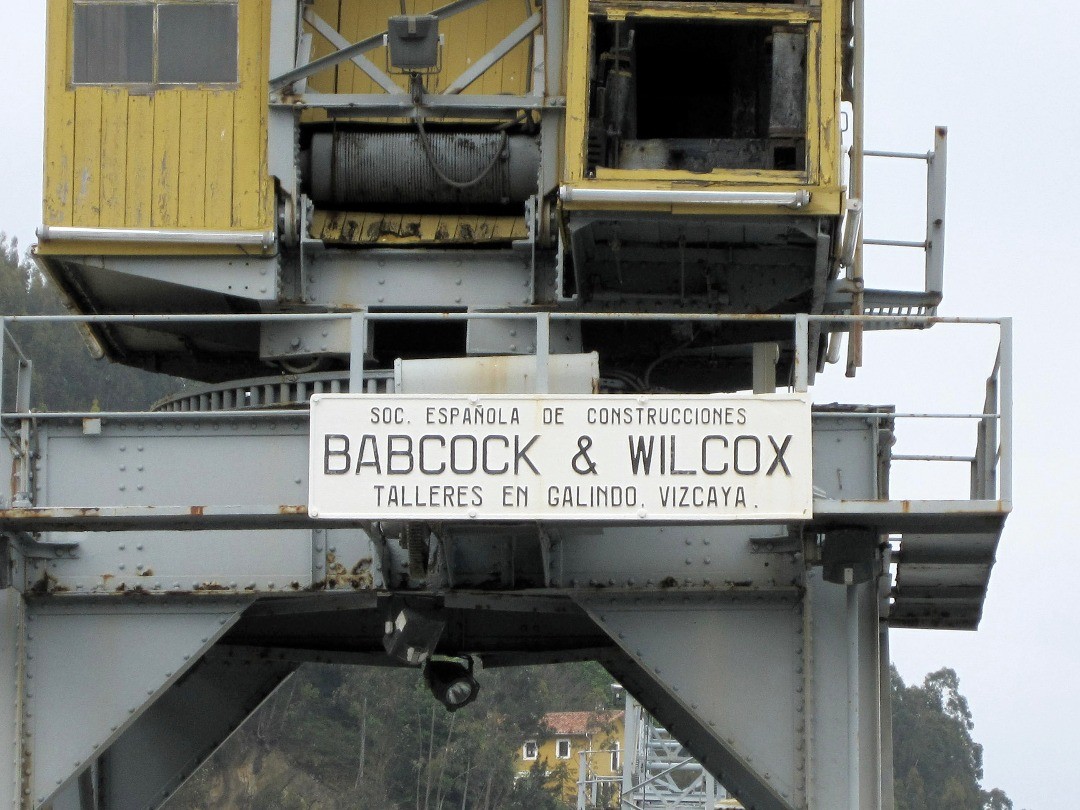 SOC. ESPAÑOLA DE CONSTRUCCIONES
BABCOCK & WILCOX
TALLERES EN GALINDO. VIZCAYA.